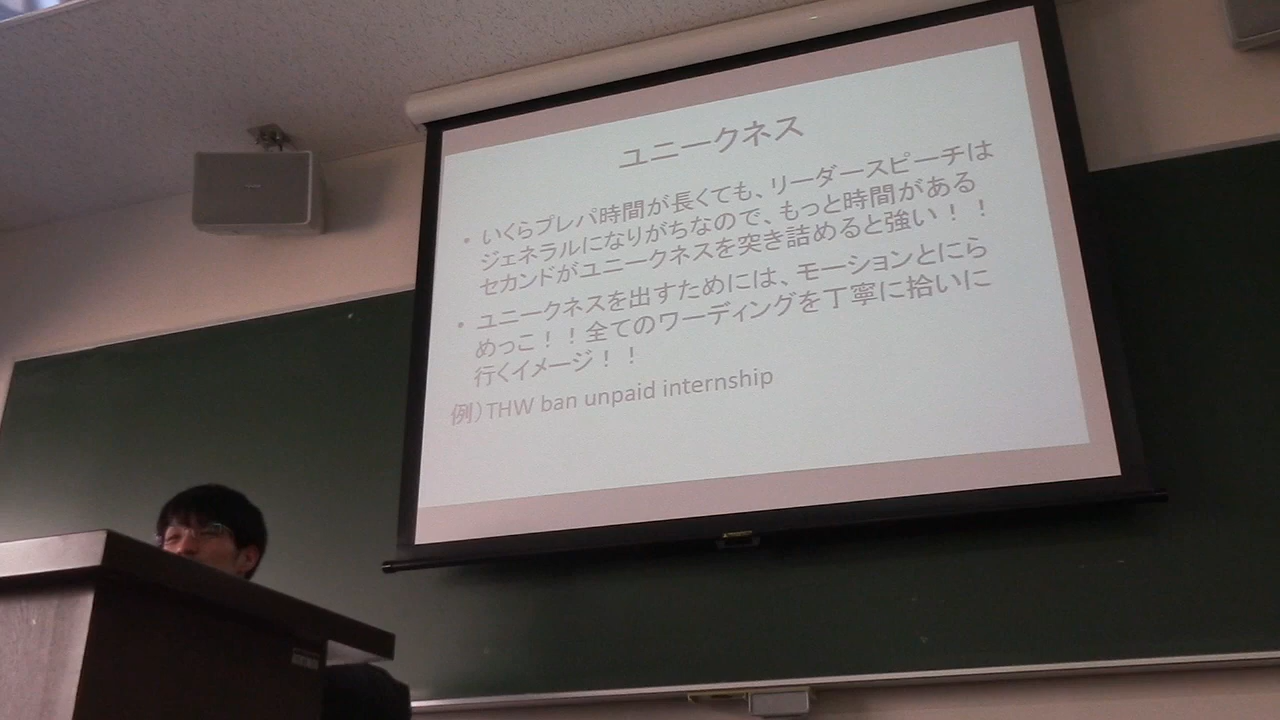 ユニークネス
• いくらプレパ時間が長くても、リーダースピーチは
ジェネラルになりがちなので、もっと時間がある
セカンドがユニークネスを突き詰めると強い！！
• ユニークネスを出すためには、モーションとにら
めっこ！！全てのワーディングを丁寧に拾いに
行くイメージ！！
例）THW ban unpaid internship